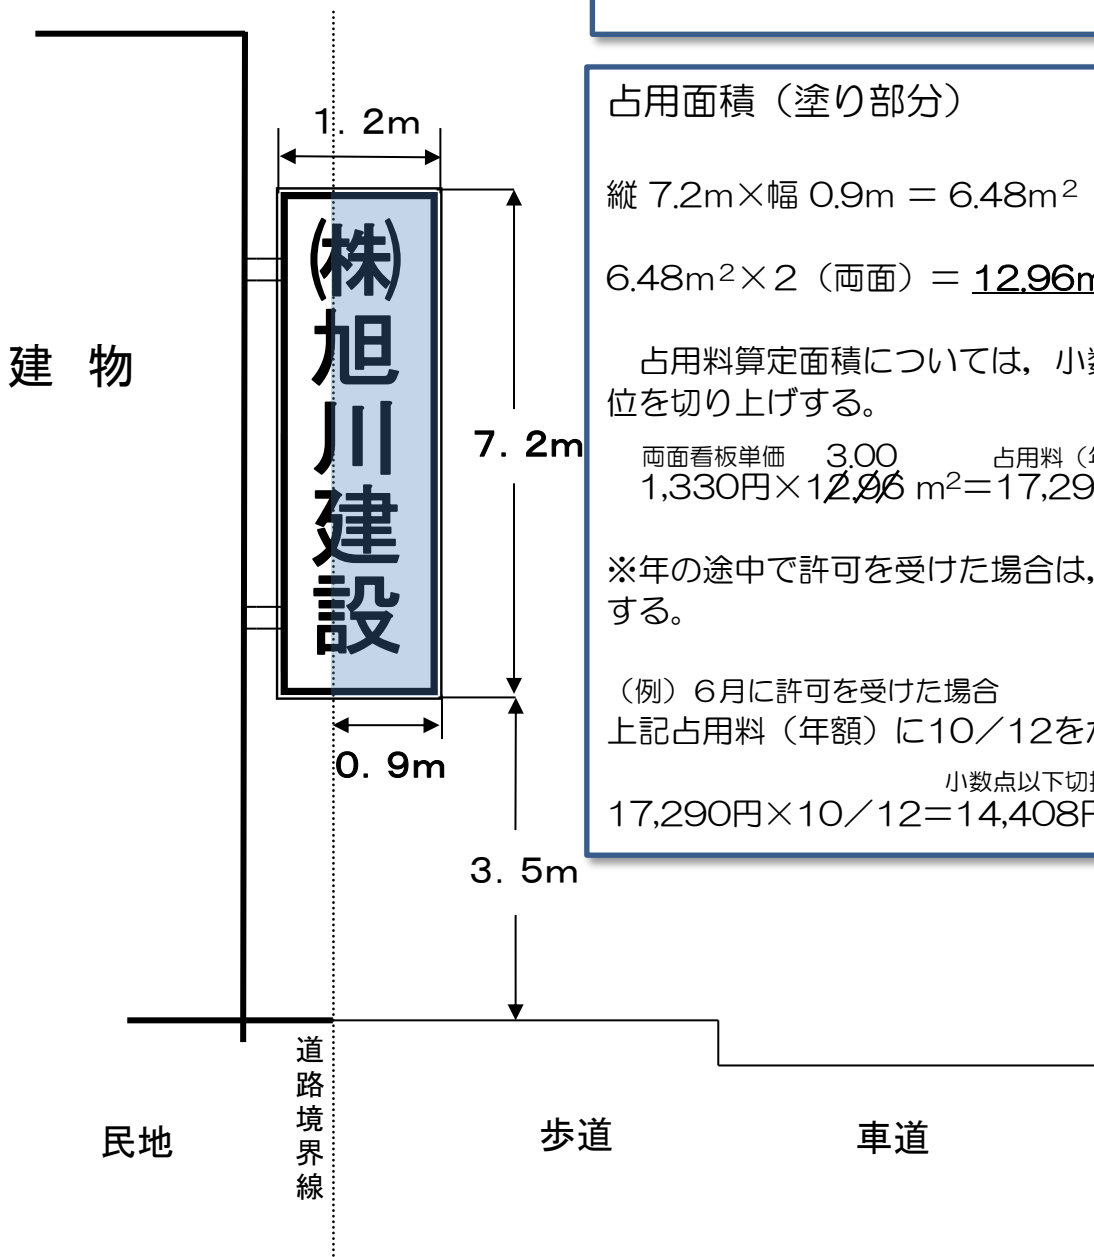 1．2m
㈱旭川建設
建 物
7．2m
0．9m
3．5m
道路境界線
民地
歩道
車道
占用面積（塗り部分）
縦 7.2m×幅 0.9m ＝ 6.48m²
6.48m²×２（両面）＝ 12.96m
占用料算定面積については，小
位を切り上げする。
両面看板単価 3.00 占用料（
1,330円×12.96 m²＝17,29
※年の途中で許可を受けた場合は，
する。
（例）６月に許可を受けた場合
上記占用料（年額）に10／12を
小数点以下切
17,290円×10／12＝14,408